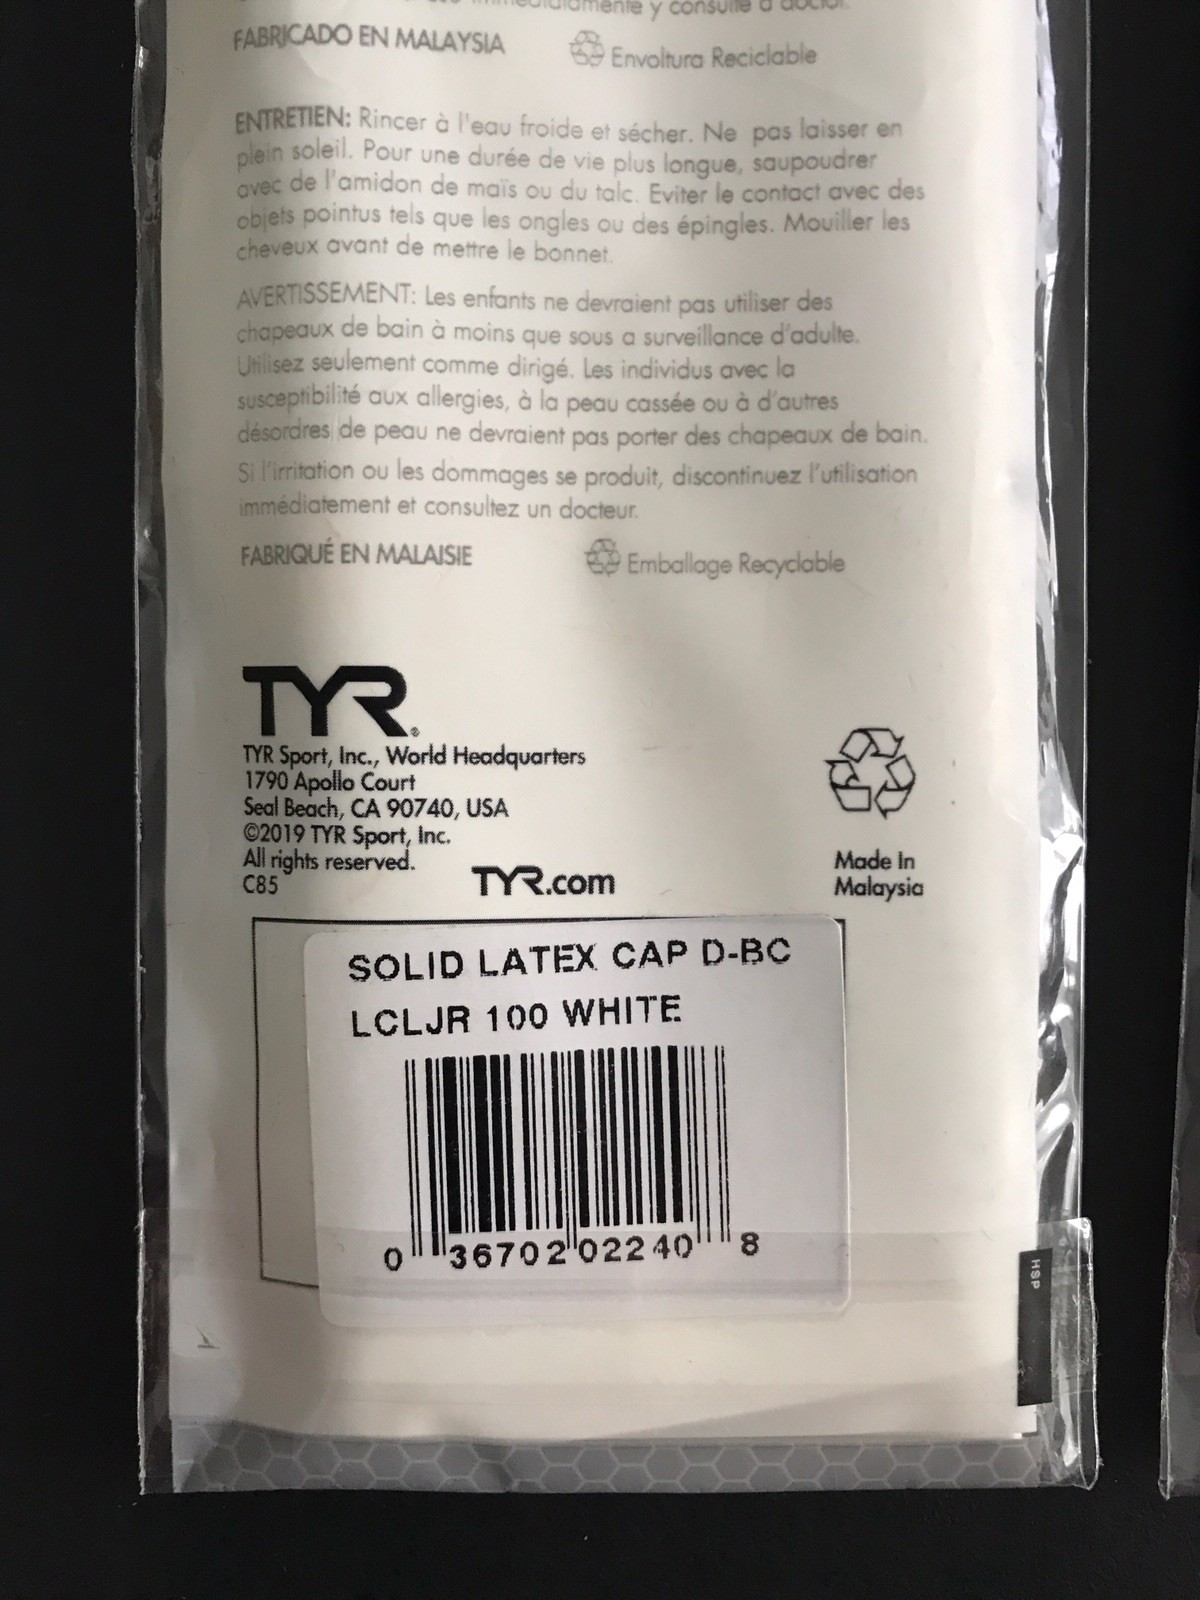 y consulte a doctor.
FABRICADO EN MALAYSIA
Envoltura Reciclable
ENTRETIEN: Rincer à l'eau froide et sécher. Ne pas laisser en
plein soleil. Pour une durée de vie plus longue, saupoudrer
avec de l'amidon de maïs ou du talc. Eviter le contact avec des
objets pointus tels que les ongles ou des épingles. Mouiller les
cheveux avant de mettre le bonnet.
AVERTISSEMENT: Les enfants ne devraient pas utiliser des
chapeaux de bain à moins que sous a surveillance d'adulte.
Utilisez seulement comme dirigé. Les individus avec la
susceptibilité aux allergies, à la peau cassée ou à d'autres
désordres de peau ne devraient pas porter des chapeaux de bain.
Si l'irritation ou les dommages se produit, discontinuez l'utilisation
immédiatement et consultez un docteur.
FABRIQUÉ EN MALAISIE
Emballage Recyclable
TYR®
TYR Sport, Inc., World Headquarters
1790 Apollo Court
Seal Beach, CA 90740, USA
©2019 TYR Sport, Inc.
All rights reserved.
C85
TYR.com
Made In
Malaysia
SOLID LATEX CAP D-BC
LCLJR 100 WHITE
0 36702 02240 8
HSP